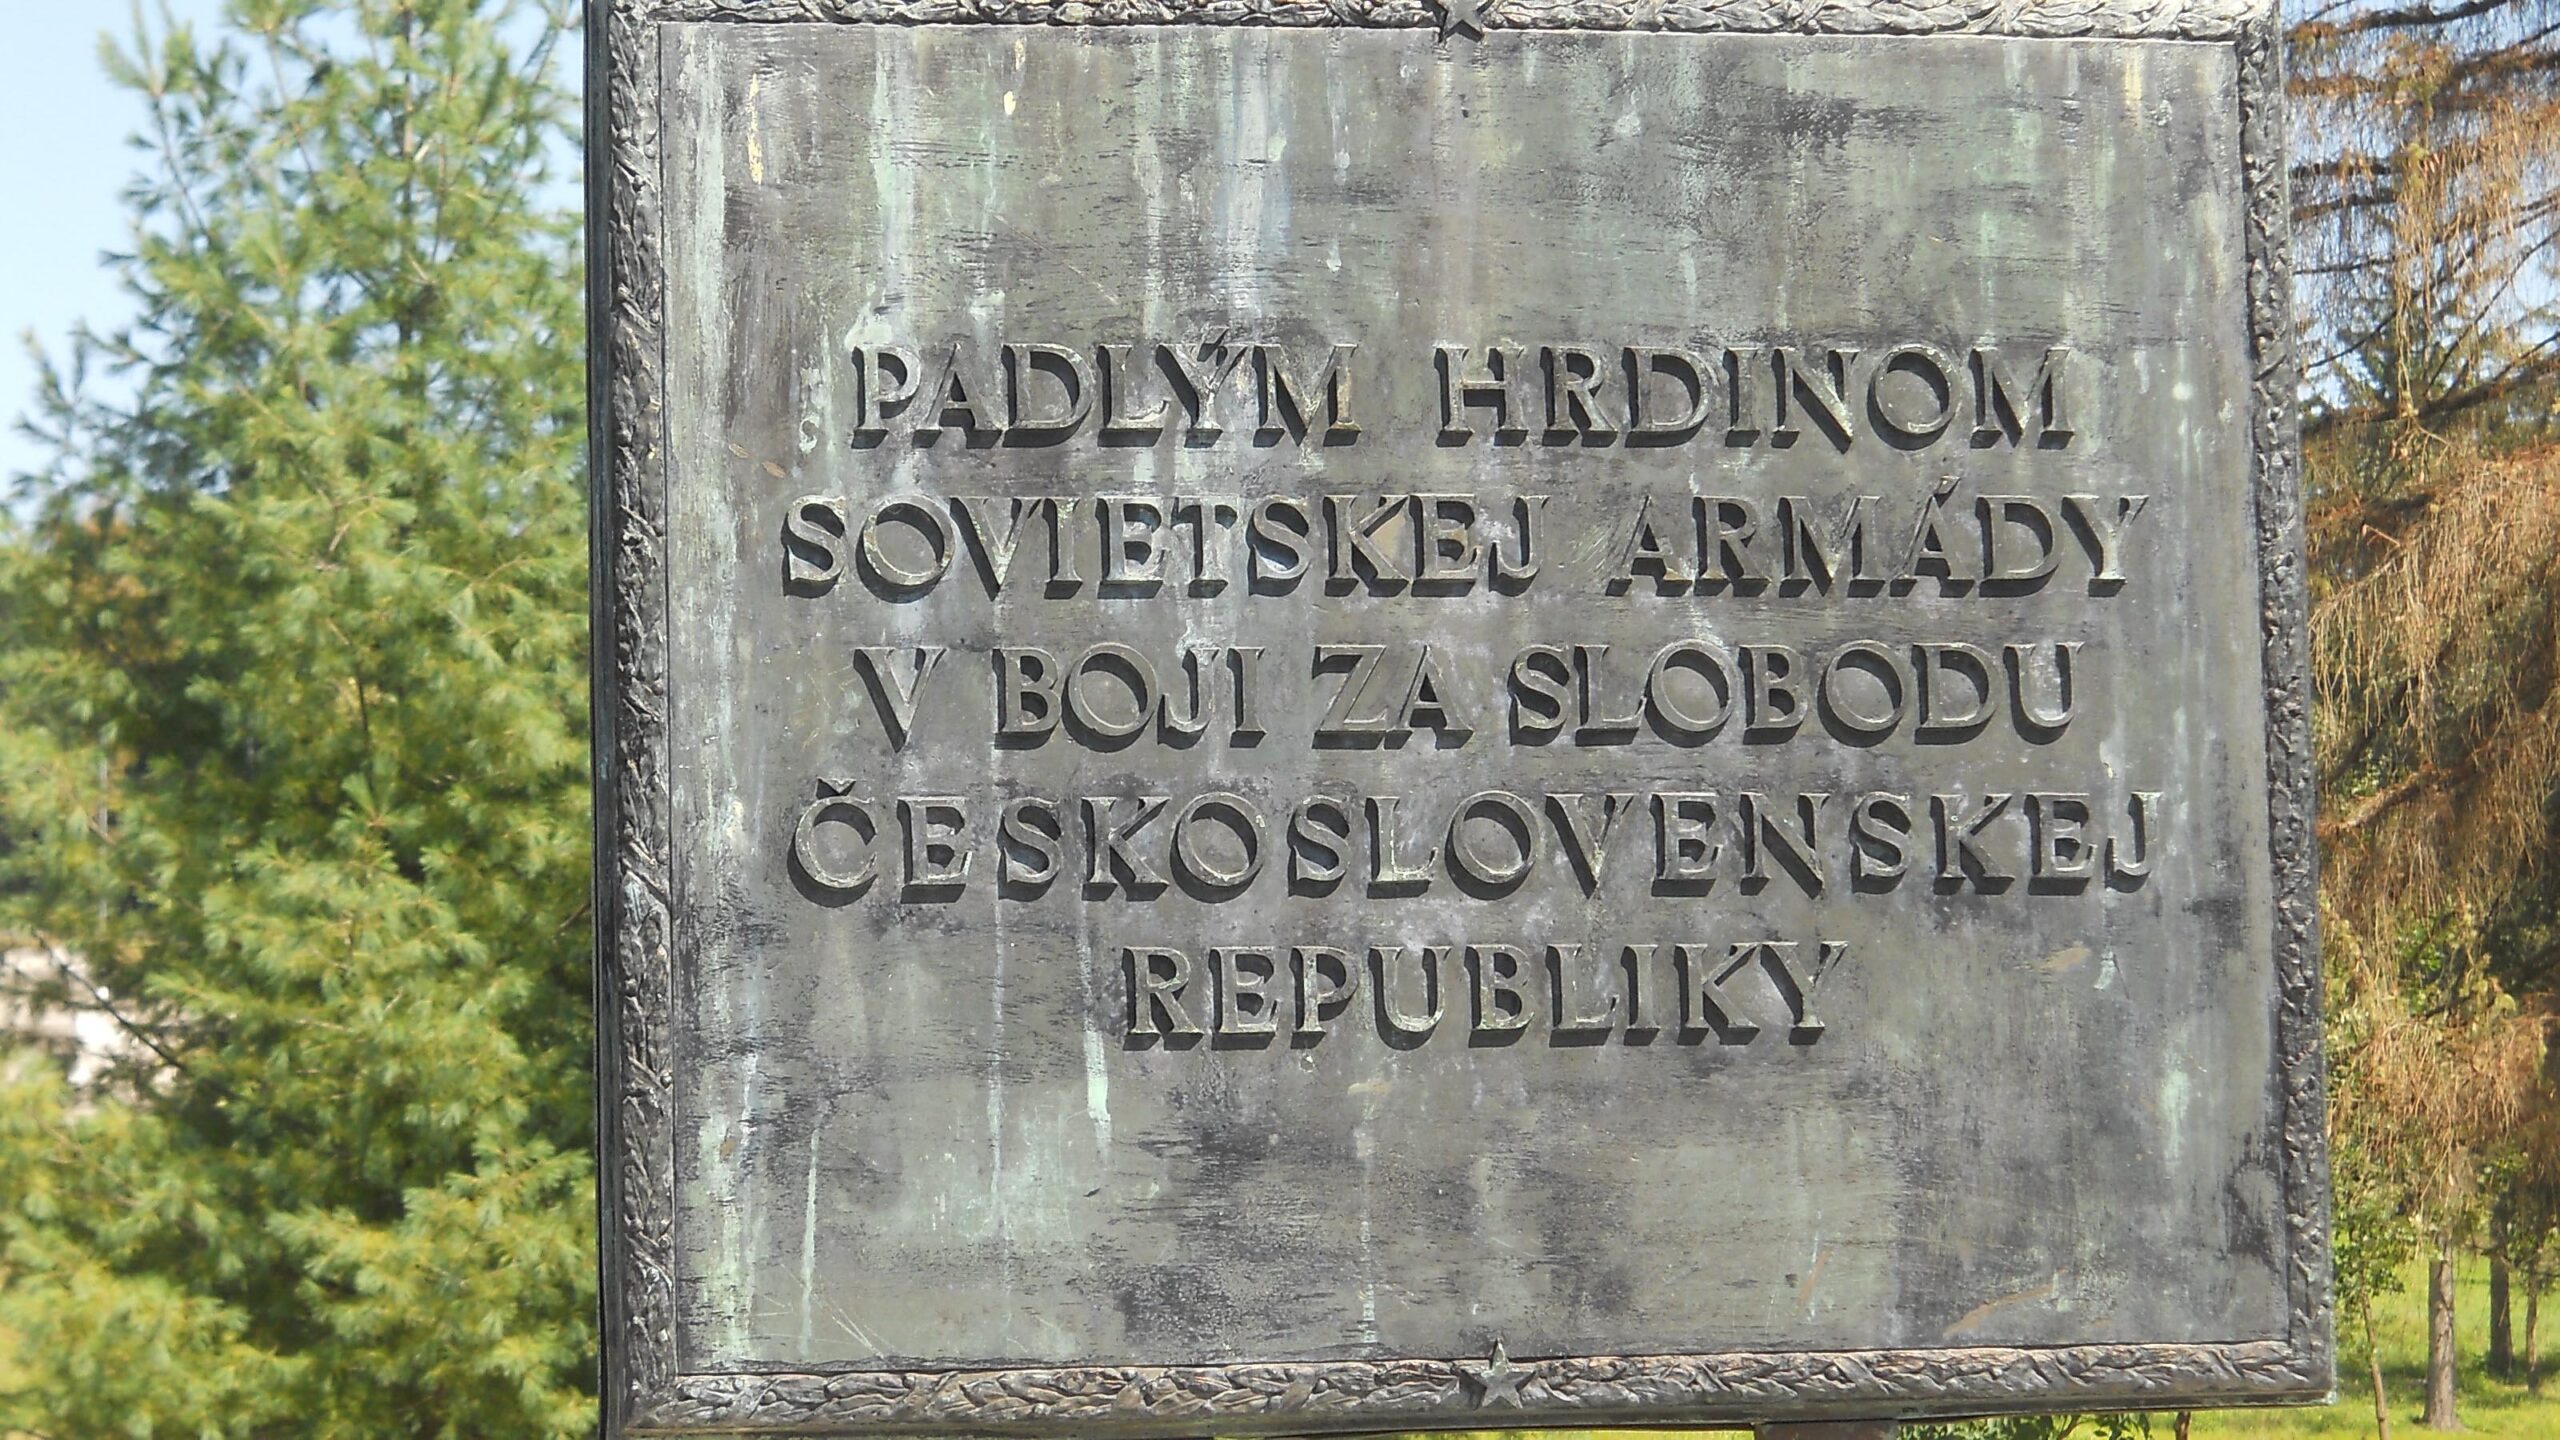 PADLÝM HRDINOM
SOVIETSKEJ ARMÁDY
V BOJI ZA SLOBODU
ČESKOSLOVENSKEJ
REPUBLIKY